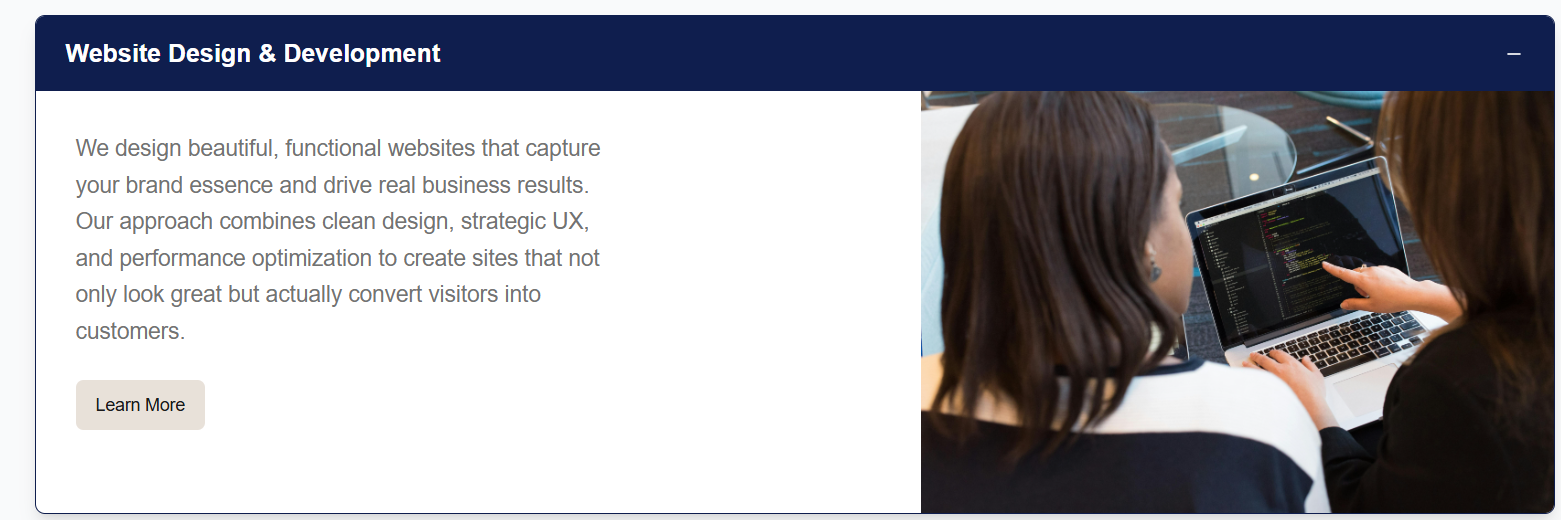 Website Design & Development
We design beautiful, functional websites that capture
your brand essence and drive real business results.
Our approach combines clean design, strategic UX,
and performance optimization to create sites that not
only look great but actually convert visitors into
customers.
Learn More